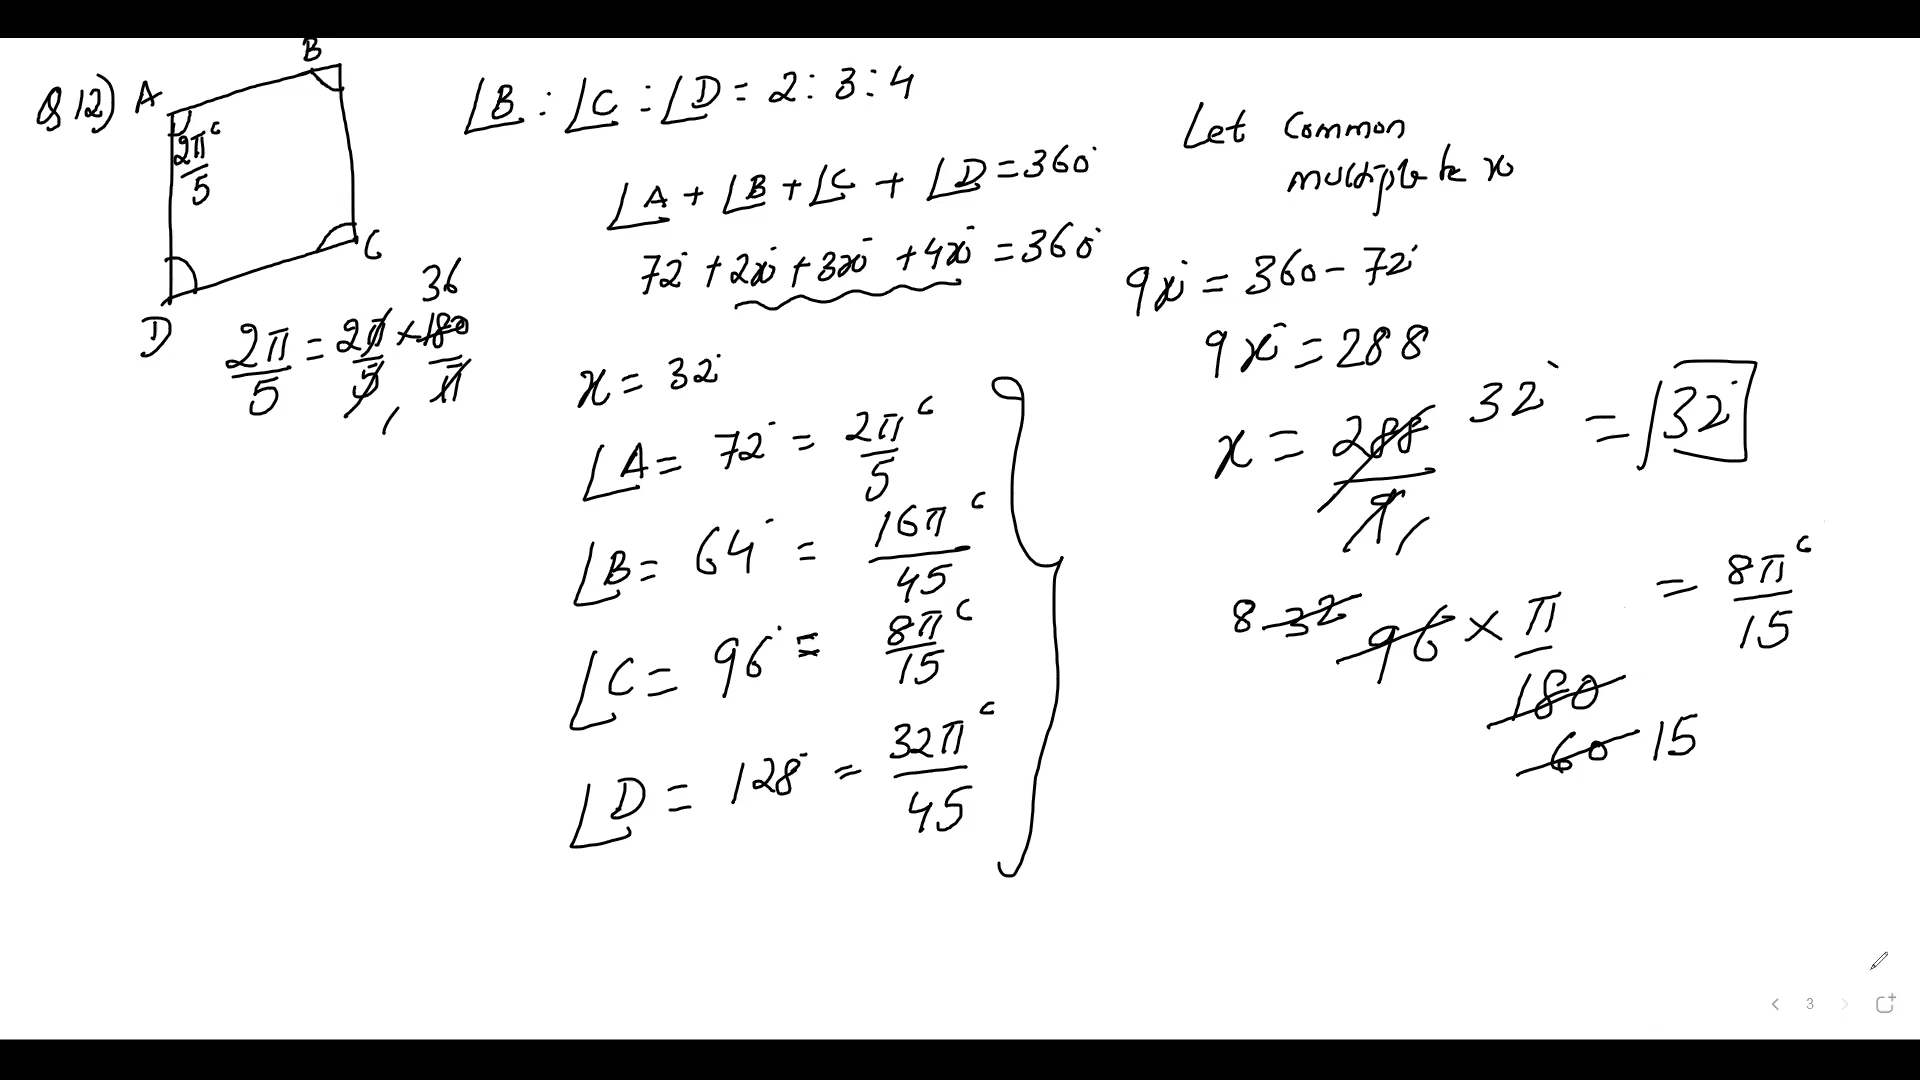 Q 12)
A
B
C
D
2π^c/5
2π/5 = 2π/5 × 180/π
36
∠B : ∠C : ∠D = 2 : 3 : 4
∠A + ∠B + ∠C + ∠D = 360°
72° + 2x° + 3x° + 4x° = 360°
x = 32°
∠A = 72° = 2π^c/5
∠B = 64° = 16π^c/45
∠C = 96° = 8π^c/15
∠D = 128° = 32π^c/45
Let common
multiple be x
9x° = 360 - 72°
9x° = 288
x = 288/9 32° = 32°
8 32 96 × π/180 = 8π^c/15
60 15
3